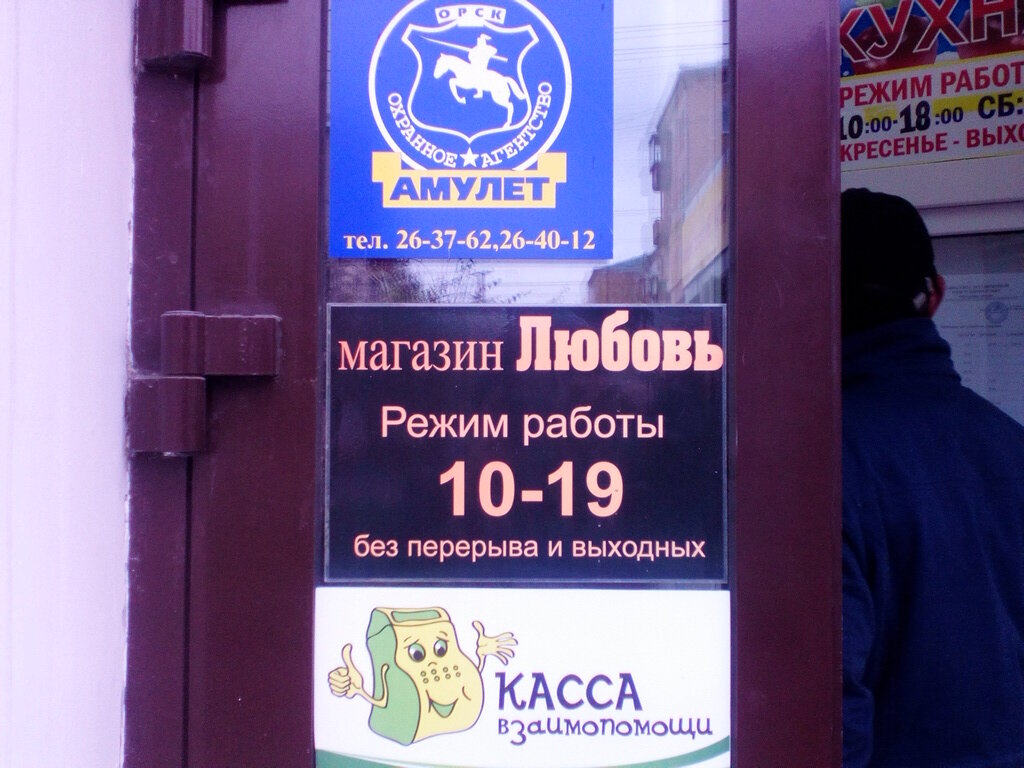 ОРСК
ОХРАННОЕ АГЕНТСТВО
АМУЛЕТ
тел. 26-37-62,26-40-12
магазин Любовь
Режим работы
10-19
без перерыва и выходных
КАССА
взаимопомощи
КУХН
РЕЖИМ РАБОТ
10:00-18:00 СБ:
КРЕСЕНЬЕ - ВЫХО